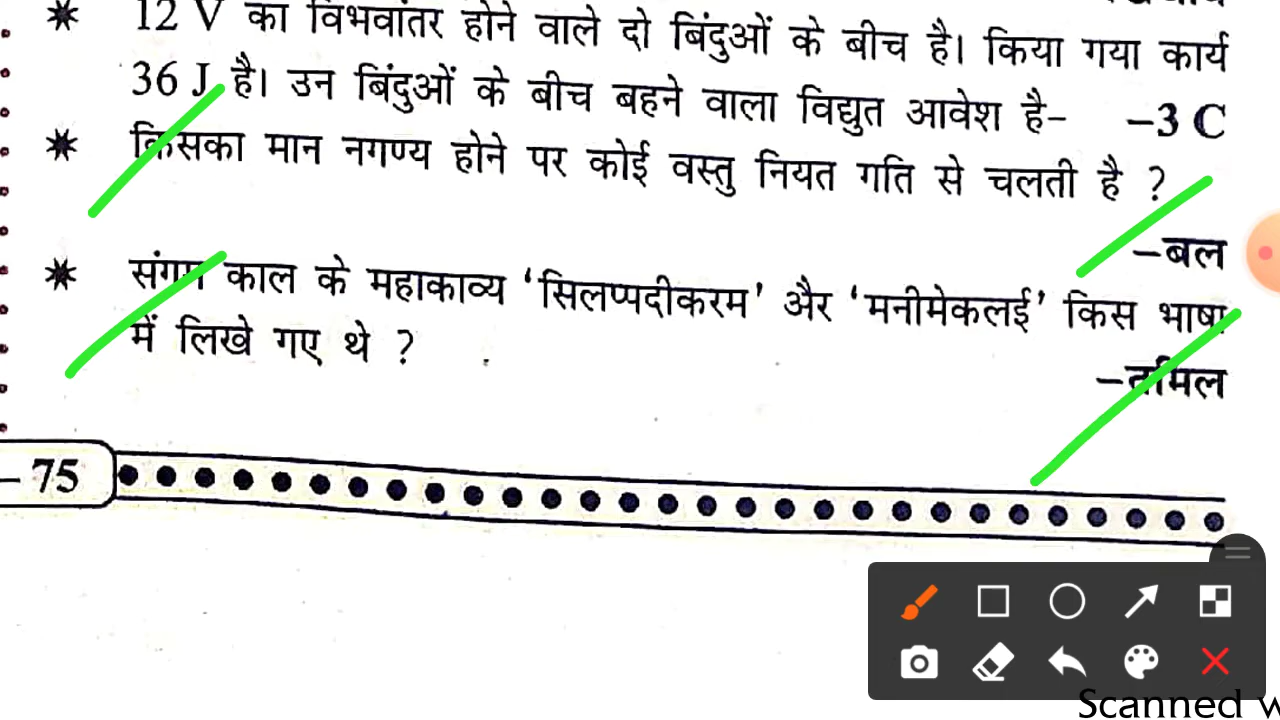 * 12 V का विभवांतर होने वाले दो बिंदुओं के बीच है। किया गया कार्य
36 J है। उन बिंदुओं के बीच बहने वाला विद्युत आवेश है- -3 C
* किसका मान नगण्य होने पर कोई वस्तु नियत गति से चलती है ?
-बल
* संगम काल के महाकाव्य ‘सिलप्पदीकरम’ और ‘मनीमेकलई’ किस भाषा
में लिखे गए थे ?
-तमिल
- 75
Scanned w